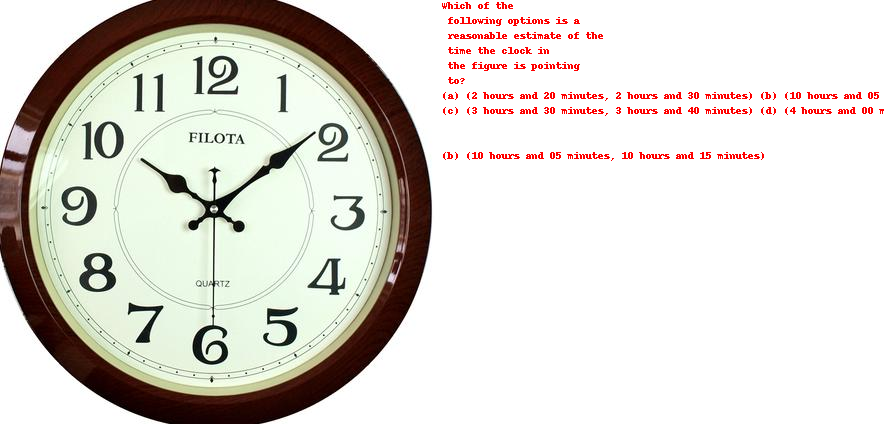 12
11
1
10
FILOTA
2
9
3
QUARTZ
8
4
7
5
6
Which of the
following options is a
reasonable estimate of the
time the clock in
the figure is pointing
to?
(a) (2 hours and 20 minutes, 2 hours and 30 minutes) (b) (10 hours and 05
(c) (3 hours and 30 minutes, 3 hours and 40 minutes) (d) (4 hours and 00
(b) (10 hours and 05 minutes, 10 hours and 15 minutes)